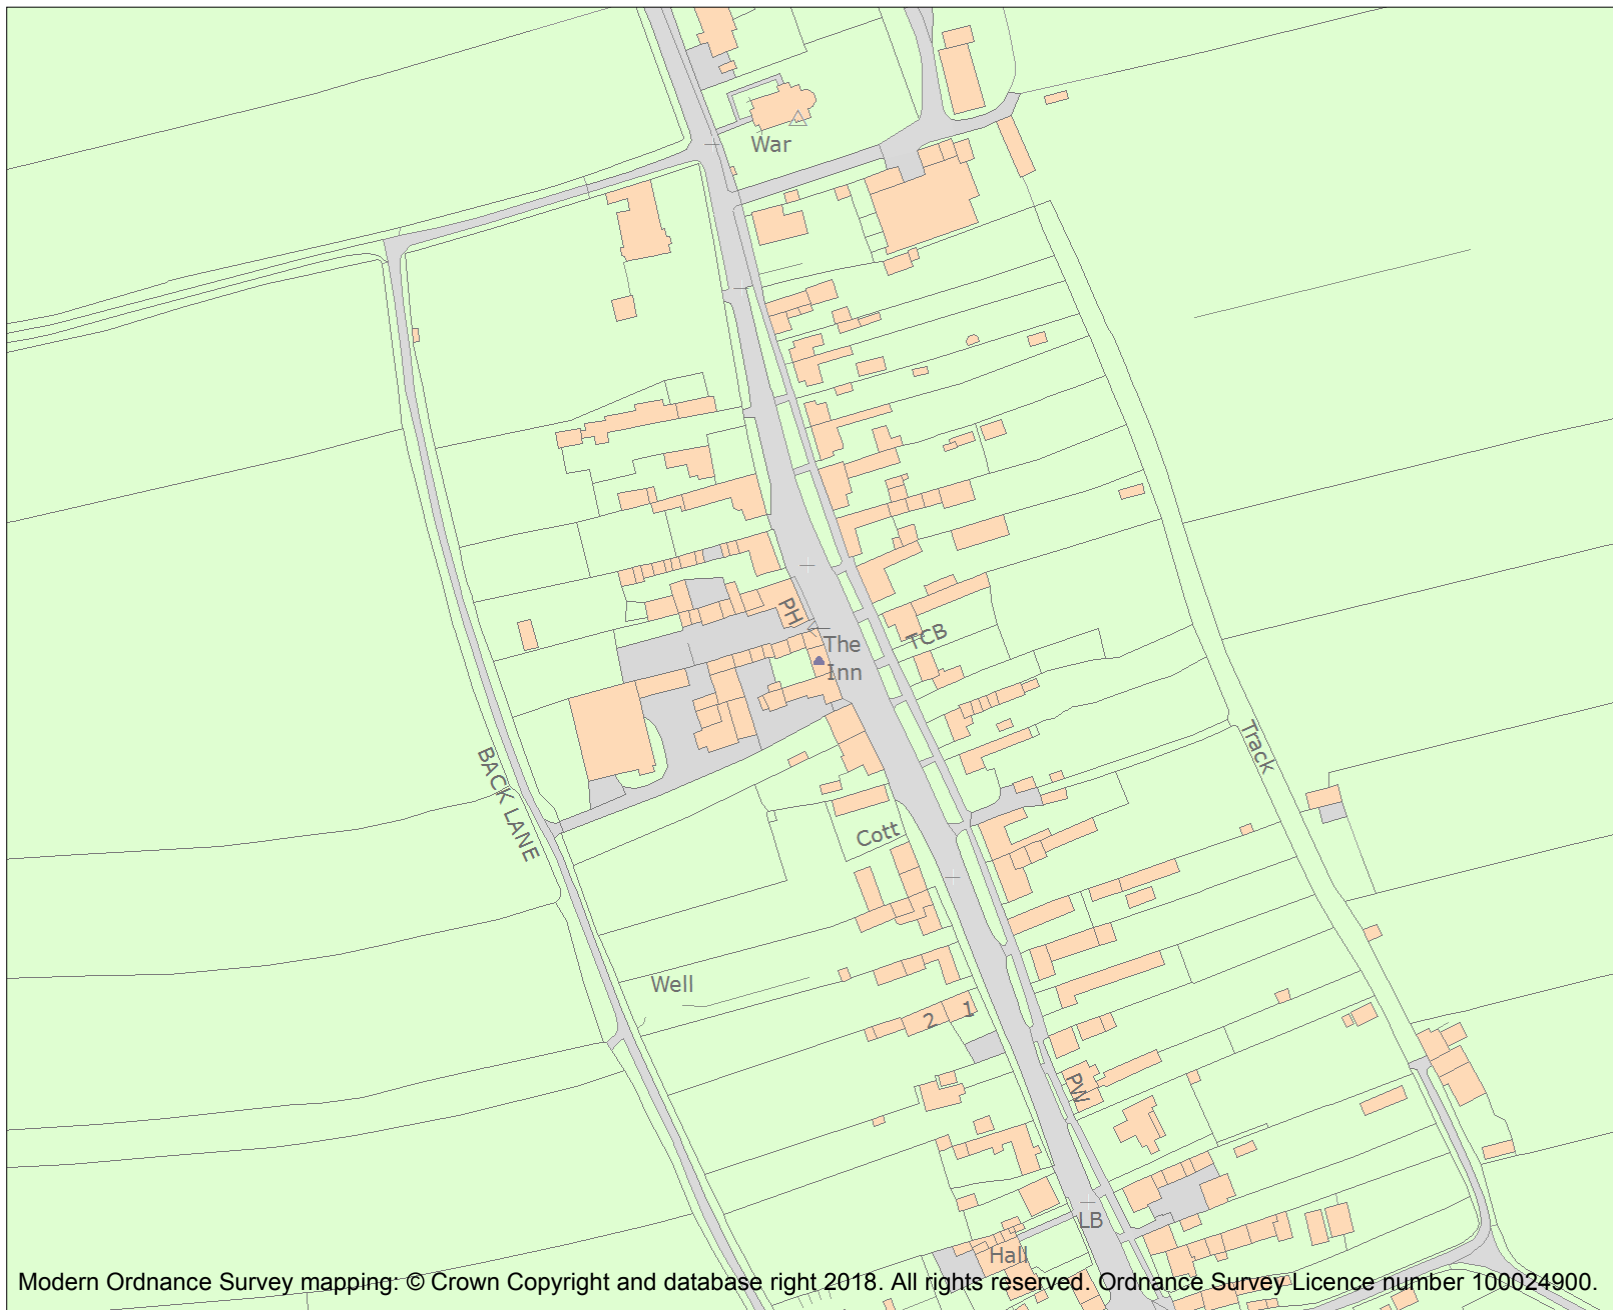 War
PH
TCB
The
Inn
BACK LANE
Track
Cott
Well
2
1
PW
LB
Hall
Modern Ordnance Survey mapping: © Crown Copyright and database right 2018. All rights reserved. Ordnance Survey Licence number 100024900.